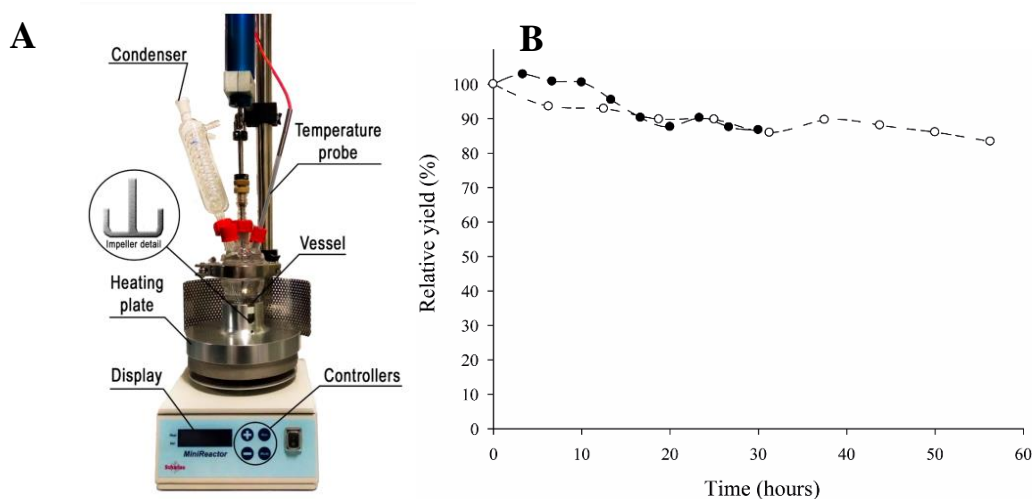 A
Condenser
Temperature
probe
Impeller detail
Vessel
Heating
plate
Display
Controllers
MiniReactor
B
Relative yield (%)
100
90
80
70
60
50
40
30
20
10
0
0
10
20
30
40
50
60
Time (hours)